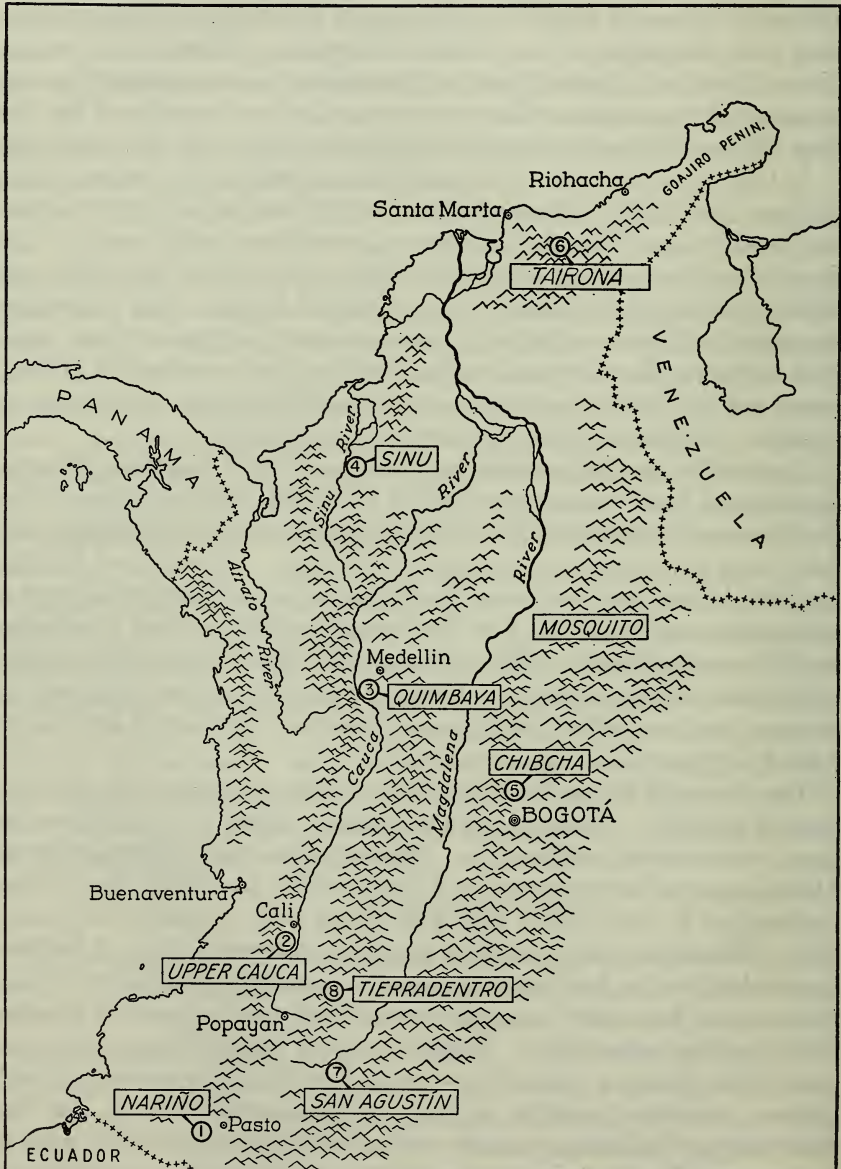 GOAJIRO PENIN.
Riohacha
Santa Marta
6
TAIRONA
VENEZUELA
PANAMA
River
4
SINU
Sinu
River
River
Atrato
River
MOSQUITO
Medellin
3
QUIMBAYA
Cauca
Magdalena
CHIBCHA
5
BOGOTÁ
Buenaventura
Cali
2
UPPER CAUCA
8
TIERRADENTRO
Popayan
7
SAN AGUSTÍN
NARIÑO
1
Pasto
ECUADOR